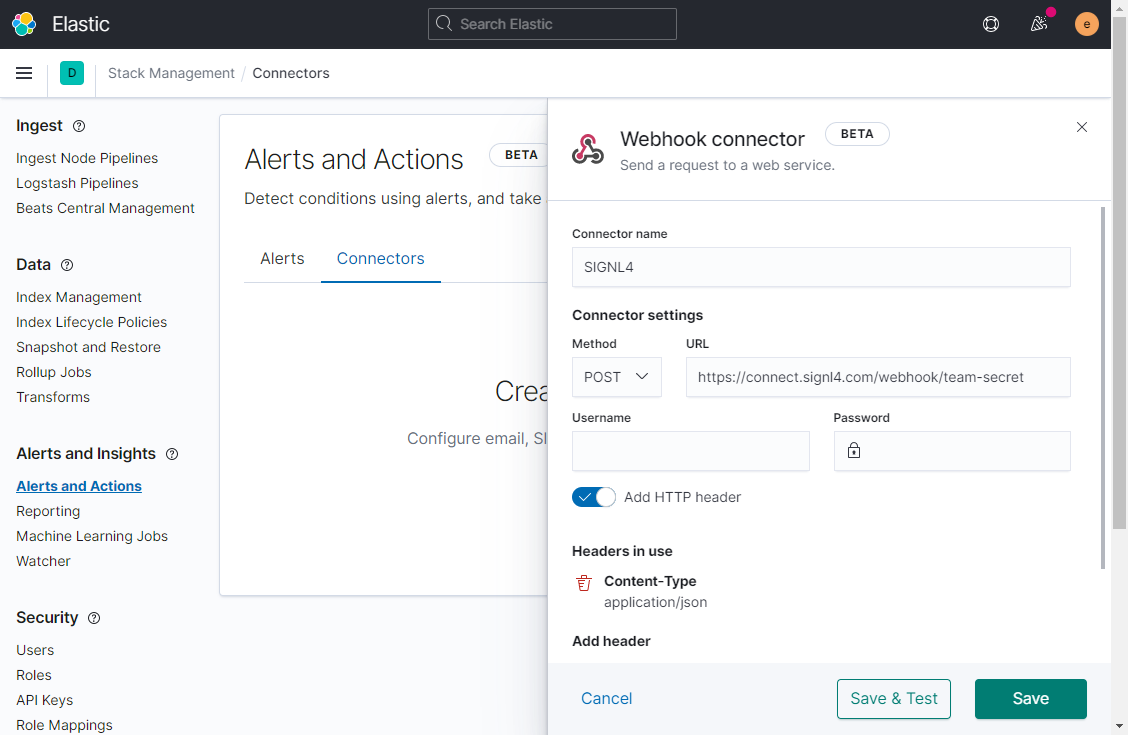 Elastic
Search Elastic
e
D
Stack Management / Connectors
Ingest
Ingest Node Pipelines
Logstash Pipelines
Beats Central Management
Data
Index Management
Index Lifecycle Policies
Snapshot and Restore
Rollup Jobs
Transforms
Alerts and Insights
Alerts and Actions
Reporting
Machine Learning Jobs
Watcher
Security
Users
Roles
API Keys
Role Mappings
Alerts and Actions
BETA
Detect conditions using alerts, and take
Alerts
Connectors
Crea
Configure email, Sl
Webhook connector
BETA
Send a request to a web service.
Connector name
SIGNL4
Connector settings
Method
URL
POST
https://connect.signl4.com/webhook/team-secret
Username
Password
Add HTTP header
Headers in use
Content-Type
application/json
Add header
Cancel
Save & Test
Save